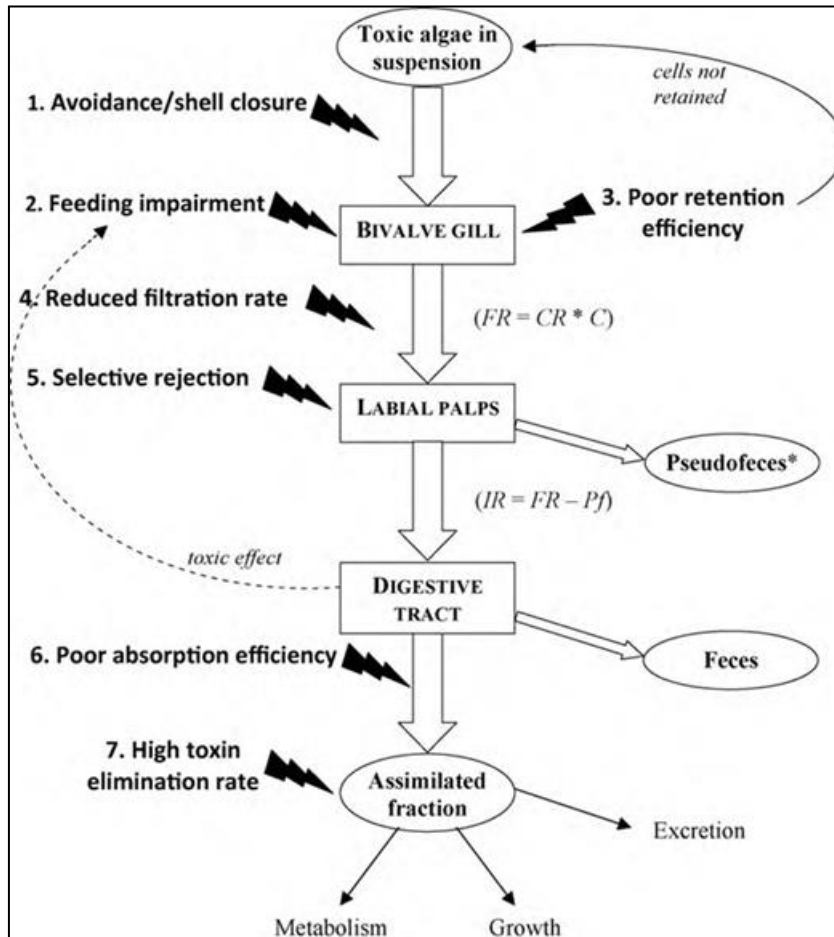 Toxic algae in
suspension
cells not
retained
1. Avoidance/shell closure
2. Feeding impairment
3. Poor retention
efficiency
BIVALVE GILL
4. Reduced filtration rate
(FR = CR * C)
5. Selective rejection
LABIAL PALPS
Pseudofeces*
(IR = FR – Pf)
toxic effect
DIGESTIVE
TRACT
6. Poor absorption efficiency
Feces
7. High toxin
elimination rate
Assimilated
fraction
Excretion
Metabolism
Growth